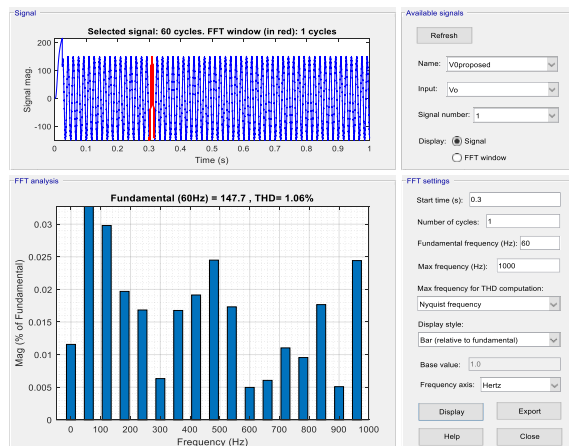 Signal
Selected signal: 60 cycles. FFT window (in red): 1 cycles
200
100
0
-100
Signal mag.
0 0.1 0.2 0.3 0.4 0.5 0.6 0.7 0.8 0.9 1
Time (s)
FFT analysis
Fundamental (60Hz) = 147.7 , THD= 1.06%
0.03
0.025
0.02
0.015
0.01
0.005
0
Mag (% of Fundamental)
0 100 200 300 400 500 600 700 800 900 1000
Frequency (Hz)
Available signals
Refresh
Name: V0proposed
Input: Vo
Signal number: 1
Display: Signal
FFT window
FFT settings
Start time (s): 0.3
Number of cycles: 1
Fundamental frequency (Hz): 60
Max frequency (Hz): 1000
Max frequency for THD computation:
Nyquist frequency
Display style:
Bar (relative to fundamental)
Base value: 1.0
Frequency axis: Hertz
Display Export
Help Close